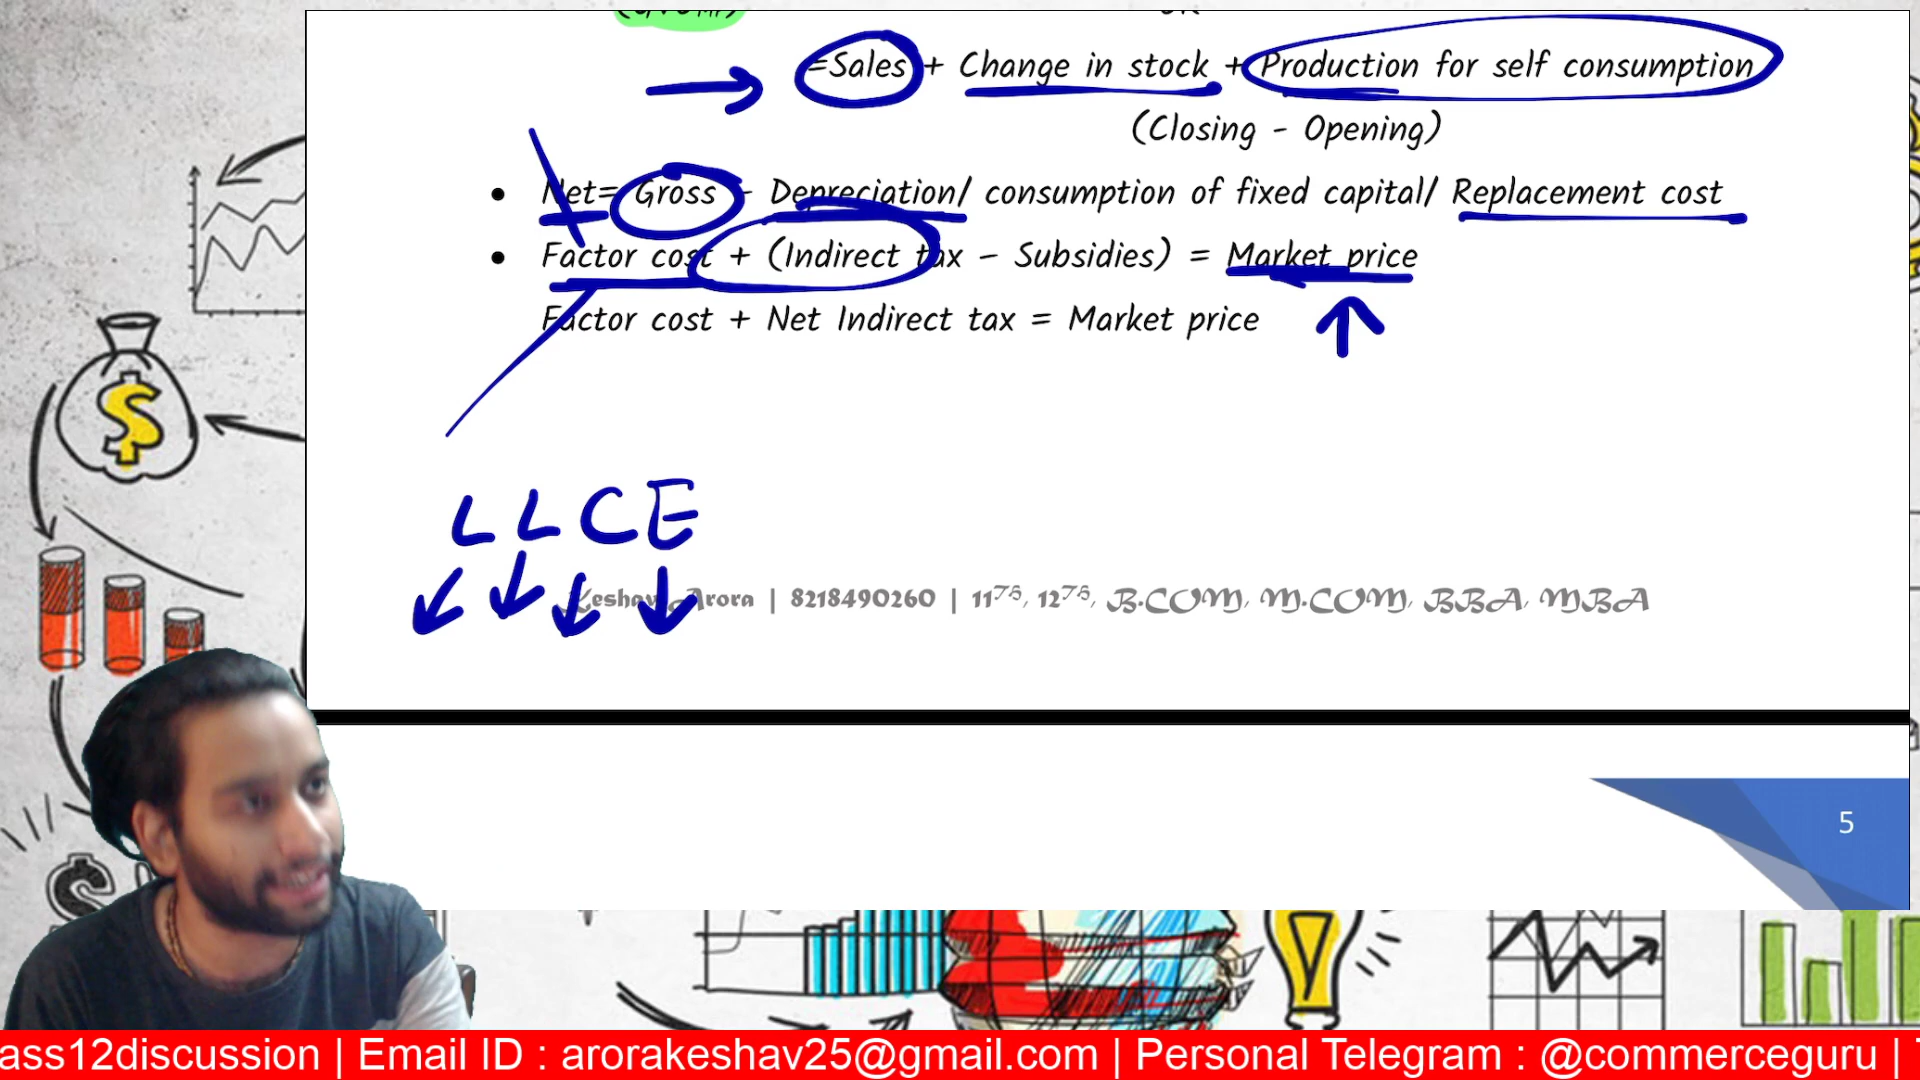 =Sales + Change in stock + Production for self consumption
(Closing - Opening)
• Net= Gross - Depreciation/ consumption of fixed capital/ Replacement cost
• Factor cost + (Indirect tax – Subsidies) = Market price
Factor cost + Net Indirect tax = Market price
L L C E
Keshav Arora | 8218490260 | 11TH, 12TH, B.COM, M.COM, BBA, MBA
5
ass12discussion | Email ID : arorakeshav25@gmail.com | Personal Telegram : @commerceguru |